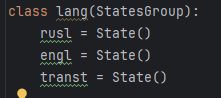 class lang(StatesGroup):
    rusl = State()
    engl = State()
    transt = State()